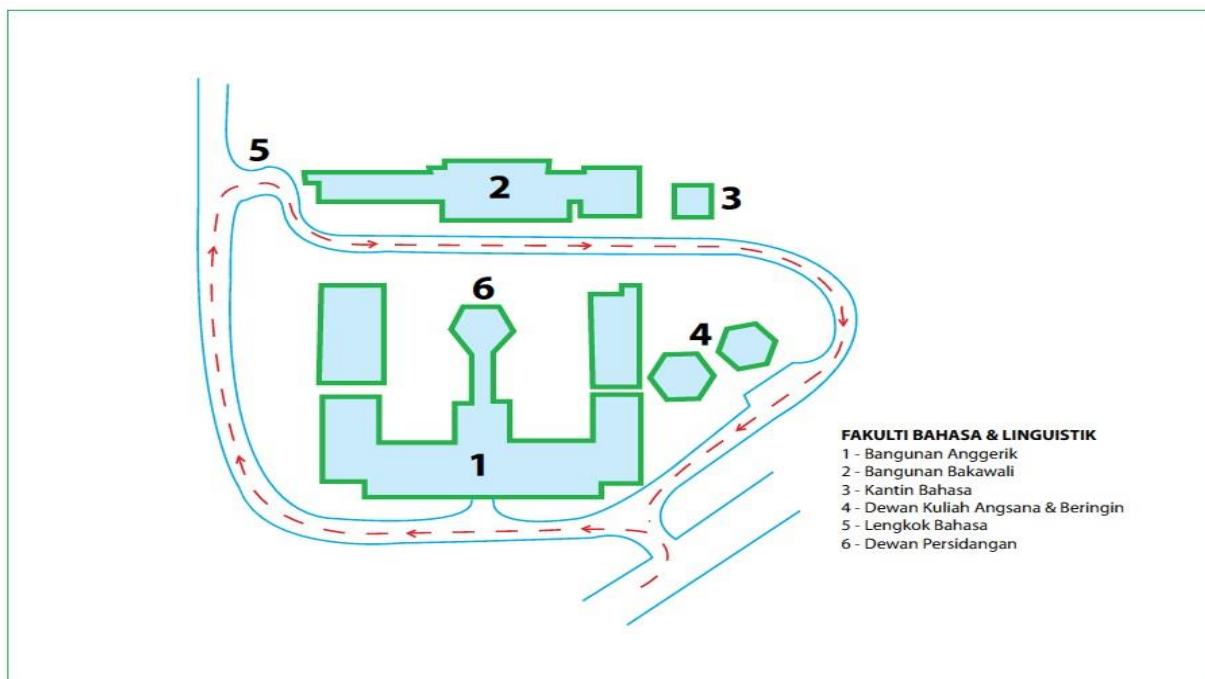 5
2
3
6
4
1
FAKULTI BAHASA & LINGUISTIK
1 - Bangunan Anggerik
2 - Bangunan Bakawali
3 - Kantin Bahasa
4 - Dewan Kuliah Angsana & Beringin
5 - Lengkok Bahasa
6 - Dewan Persidangan